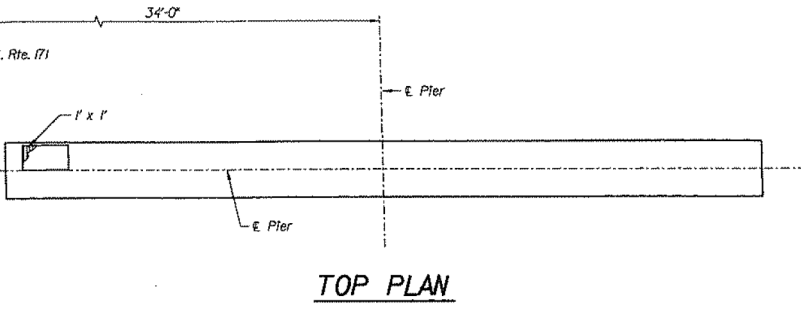 34'-0"
. Rte. 171
1' x 1'
℄ Pier
℄ Pier
TOP PLAN